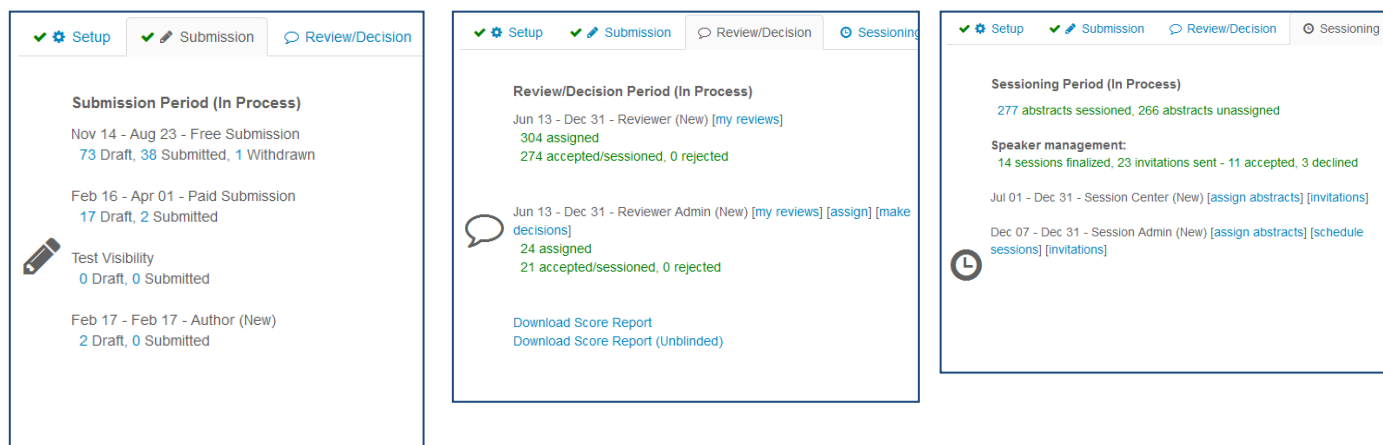 Setup Submission Review/Decision
Submission Period (In Process)
Nov 14 - Aug 23 - Free Submission
73 Draft, 38 Submitted, 1 Withdrawn
Feb 16 - Apr 01 - Paid Submission
17 Draft, 2 Submitted
Test Visibility
0 Draft, 0 Submitted
Feb 17 - Feb 17 - Author (New)
2 Draft, 0 Submitted
Setup Submission Review/Decision Sessioning
Review/Decision Period (In Process)
Jun 13 - Dec 31 - Reviewer (New) [my reviews]
304 assigned
274 accepted/sessioned, 0 rejected
Jun 13 - Dec 31 - Reviewer Admin (New) [my reviews] [assign] [make
decisions]
24 assigned
21 accepted/sessioned, 0 rejected
Download Score Report
Download Score Report (Unblinded)
Setup Submission Review/Decision Sessioning
Sessioning Period (In Process)
277 abstracts sessioned, 266 abstracts unassigned
Speaker management:
14 sessions finalized, 23 invitations sent - 11 accepted, 3 declined
Jul 01 - Dec 31 - Session Center (New) [assign abstracts] [invitations]
Dec 07 - Dec 31 - Session Admin (New) [assign abstracts] [schedule
sessions] [invitations]